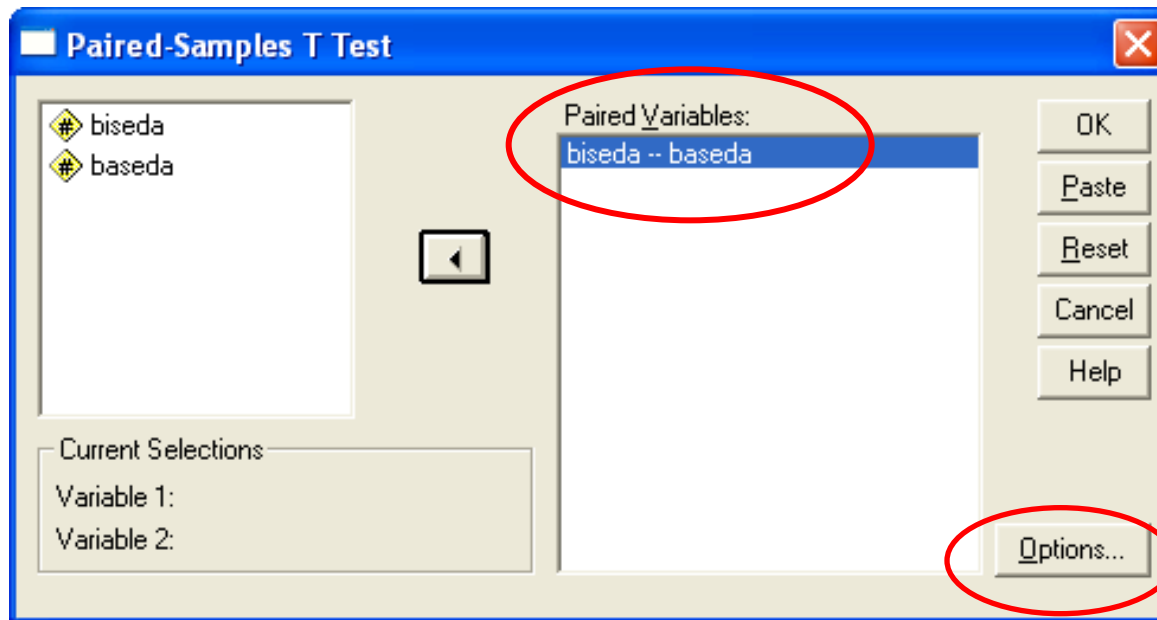 Paired-Samples T Test
biseda
baseda
Paired Variables:
biseda -- baseda
OK
Paste
Reset
Cancel
Help
Current Selections
Variable 1:
Variable 2:
Options...